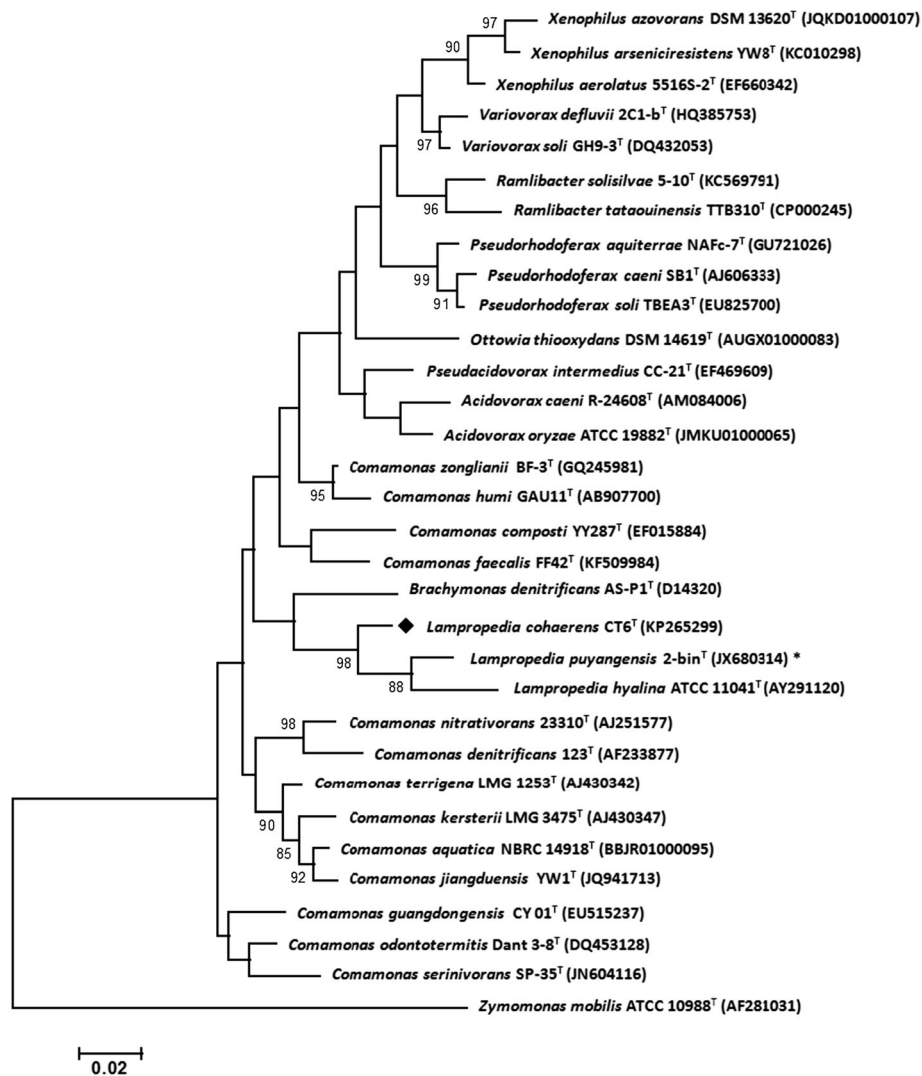 97 Xenophilus azovorans DSM 13620T (JQKD01000107)
90 Xenophilus arseniciresistens YW8T (KC010298)
Xenophilus aerolatus 5516S-2T (EF660342)
Variovorax defluvii 2C1-bT (HQ385753)
97 Variovorax soli GH9-3T (DQ432053)
Ramlibacter solisilvae 5-10T (KC569791)
96 Ramlibacter tataouinensis TTB310T (CP000245)
Pseudorhodoferax aquiterrae NAFc-7T (GU721026)
99 Pseudorhodoferax caeni SB1T (AJ606333)
91 Pseudorhodoferax soli TBEA3T (EU825700)
Ottowia thiooxydans DSM 14619T (AUGX01000083)
Pseudacidovorax intermedius CC-21T (EF469609)
Acidovorax caeni R-24608T (AM084006)
Acidovorax oryzae ATCC 19882T (JMKU01000065)
Comamonas zonglianii BF-3T (GQ245981)
95 Comamonas humi GAU11T (AB907700)
Comamonas composti YY287T (EF015884)
Comamonas faecalis FF42T (KF509984)
Brachymonas denitrificans AS-P1T (D14320)
Lampropedia cohaerens CT6T (KP265299)
98 Lampropedia puyangensis 2-binT (JX680314) *
88 Lampropedia hyalina ATCC 11041T (AY291120)
98 Comamonas nitrativorans 23310T (AJ251577)
Comamonas denitrificans 123T (AF233877)
Comamonas terrigena LMG 1253T (AJ430342)
90 Comamonas kersterii LMG 3475T (AJ430347)
85 Comamonas aquatica NBRC 14918T (BBJR01000095)
92 Comamonas jiangduensis YW1T (JQ941713)
Comamonas guangdongensis CY 01T (EU515237)
Comamonas odontotermitis Dant 3-8T (DQ453128)
Comamonas serinivorans SP-35T (JN604116)
Zymomonas mobilis ATCC 10988T (AF281031)
0.02